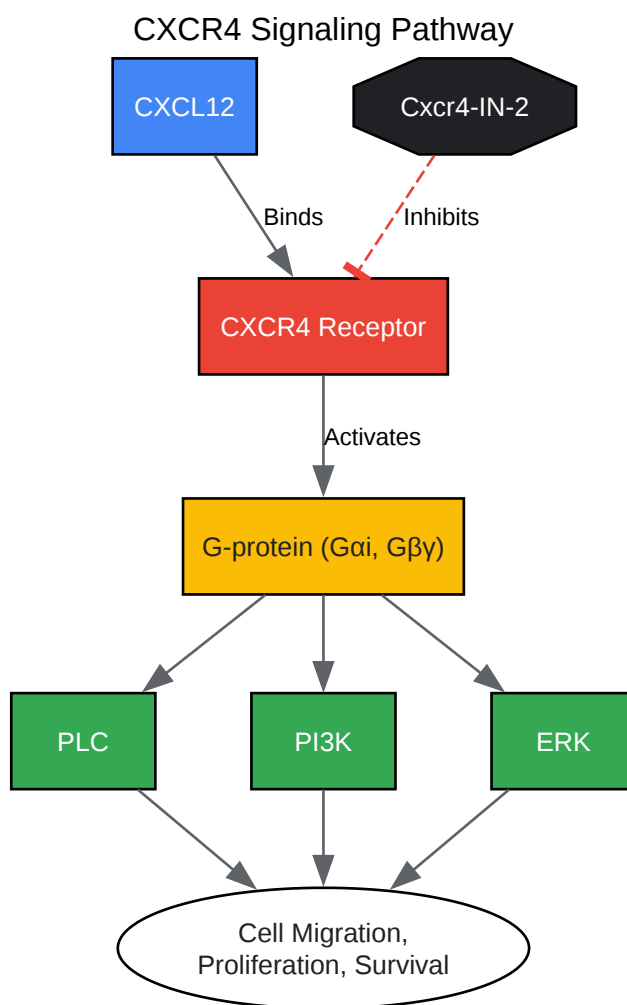 CXCR4 Signaling Pathway
CXCL12
Cxcr4-IN-2
Binds
Inhibits
CXCR4 Receptor
Activates
G-protein (Gαi, Gβγ)
PLC
PI3K
ERK
Cell Migration,
Proliferation, Survival